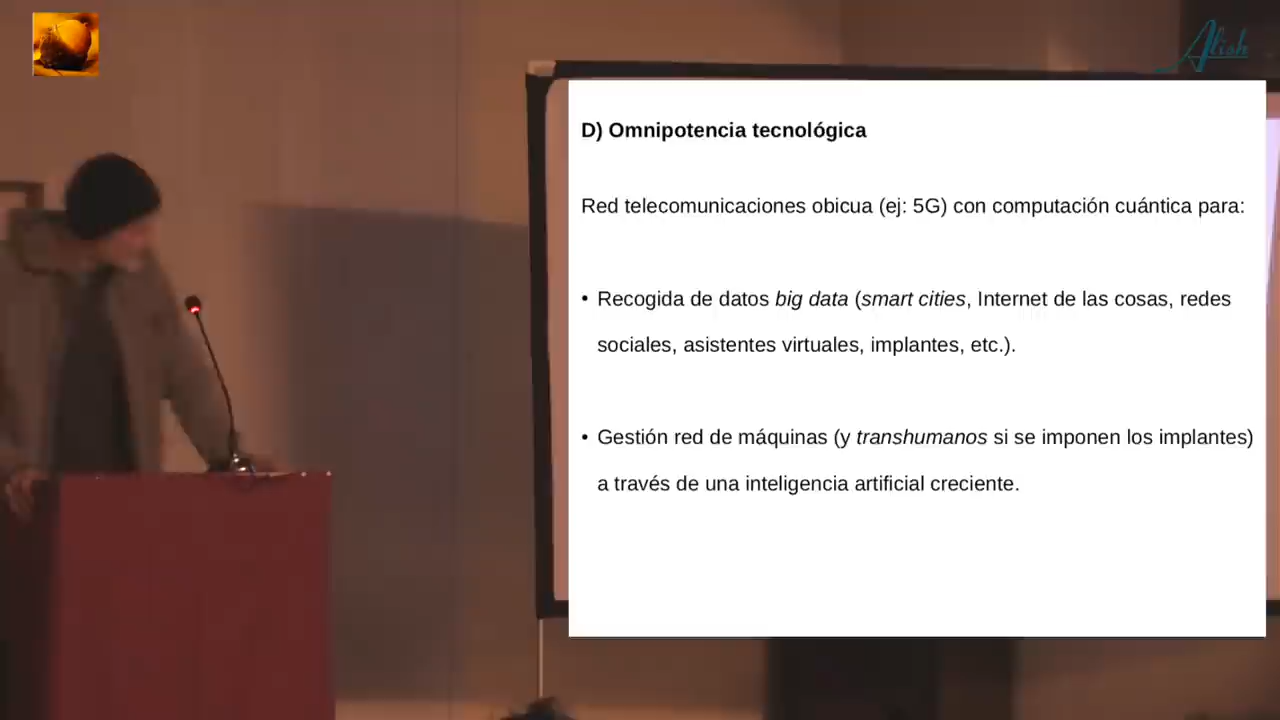 Alish
D) Omnipotencia tecnológica
Red telecomunicaciones obicua (ej: 5G) con computación cuántica para:
• Recogida de datos big data (smart cities, Internet de las cosas, redes
sociales, asistentes virtuales, implantes, etc.).
• Gestión red de máquinas (y transhumanos si se imponen los implantes)
a través de una inteligencia artificial creciente.